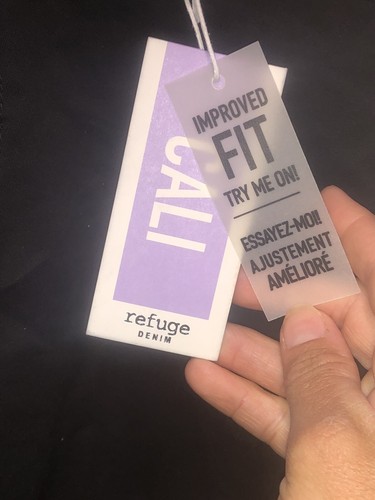 CALI
refuge
DENIM
IMPROVED
FIT
TRY ME ON!
ESSAYEZ-MOI!
AJUSTEMENT
AMÉLIORÉ